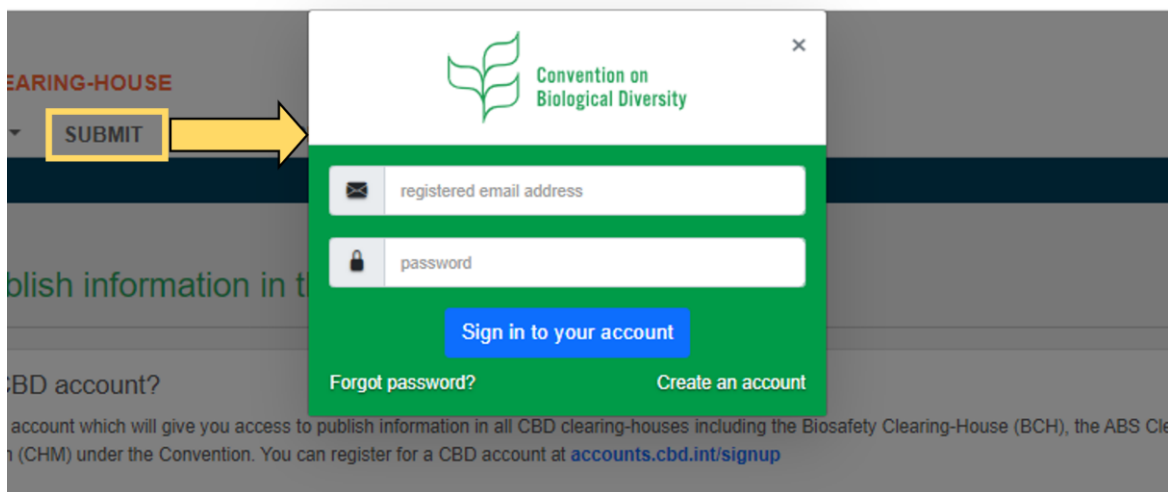 EARING-HOUSE
SUBMIT
×
Convention on
Biological Diversity
registered email address
password
Sign in to your account
Forgot password?
Create an account
blish information in t
CBD account?
account which will give you access to publish information in all CBD clearing-houses including the Biosafety Clearing-House (BCH), the ABS Cle
(CHM) under the Convention. You can register for a CBD account at accounts.cbd.int/signup